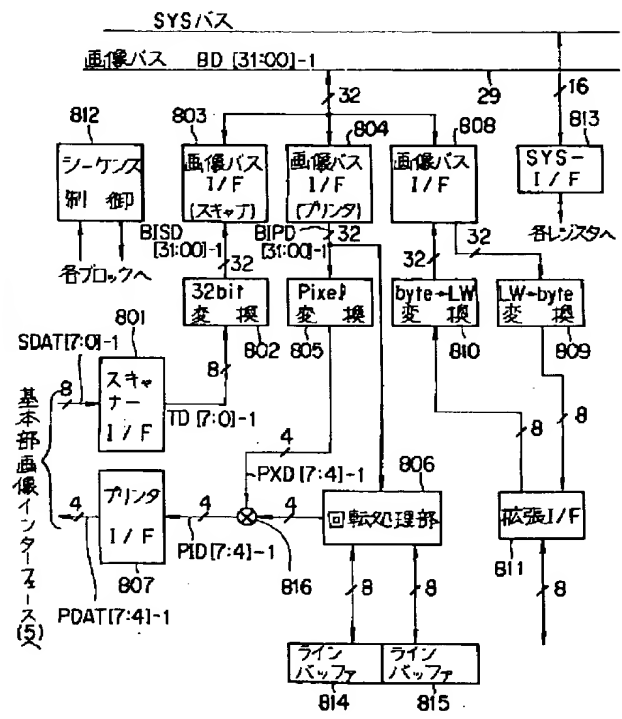 SYSバス
画像バス BD [31:00]-1
32
29
16
812
803
804
808
813
シーケンス
制御
画像バス
I/F
(スキャナ)
画像バス
I/F
(プリンタ)
画像バス
I/F
SYS-
I/F
BISD
[31:00]-1
BIPD
[31:00]-1
32
32
32
32
各レジスタへ
各ブロックへ
32bit
変換
802
Pixel
変換
805
byte→LW
変換
810
LW→byte
変換
809
801
SDAT[7:0]-1
8
スキャ
ナー
I/F
8
TD[7:0]-1
基本部画像インターフェース(5)へ
4
PXD[7:4]-1
8
8
806
回転処理部
拡張I/F
811
プリンタ
I/F
807
4
4
4
PID[7:4]-1
816
PDAT[7:4]-1
8
8
8
ライン
バッファ
814
ライン
バッファ
815